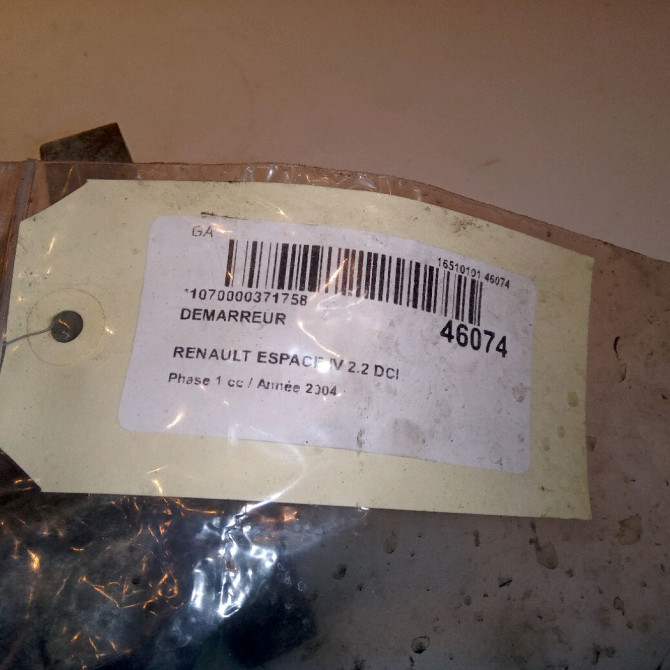 GA
16510101 46074
*1070000371758
DEMARREUR
46074
RENAULT ESPACE IV 2.2 DCI
Phase 1 cc / Année 2004